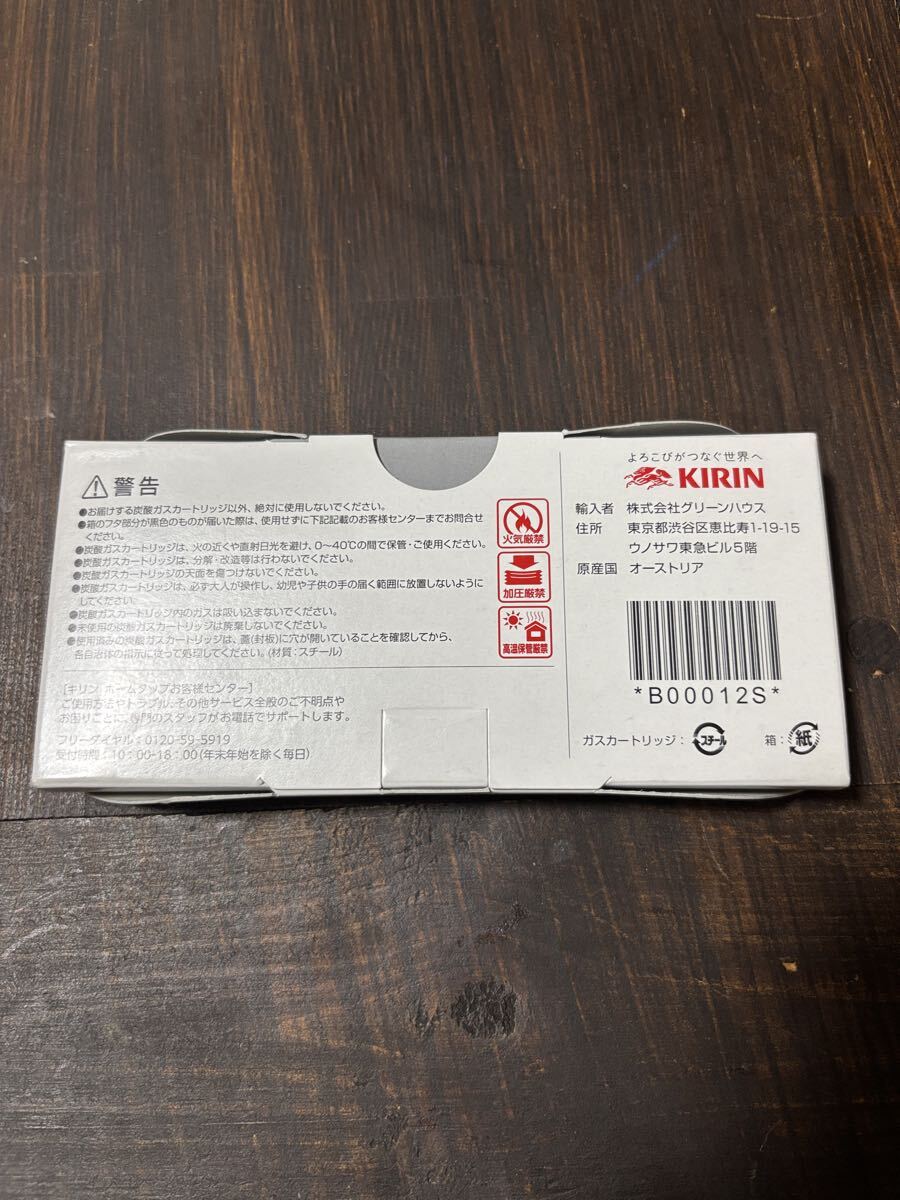 警告
●お届けする炭酸ガスカートリッジ以外、絶対に使用しないでください。
●箱のフタ部分が黒色のものが届いた際は、使用せずに下記記載のお客様センターまでお問合せ
ください。
●炭酸ガスカートリッジは、火の近くや直射日光を避け、0〜40℃の間で保管・ご使用ください。
●炭酸ガスカートリッジは、分解・改造等は行わないでください。
●炭酸ガスカートリッジの天面を傷つけないでください。
●炭酸ガスカートリッジは、必ず大人が操作し、幼児や子供の手の届く範囲に放置しないように
してください。
●炭酸ガスカートリッジ内のガスは吸い込まないでください。
●未使用の炭酸ガスカートリッジは廃棄しないでください。
●使用済みの炭酸ガスカートリッジは、蓋(封板)に穴が開いていることを確認してから、
各自治体の指示に従って処理してください。(材質：スチール)
火気厳禁
加圧厳禁
高温保管厳禁
[キリン ホームタップお客様センター]
ご使用方法やトラブル、その他サービス全般のご不明点や
お困りごとに、専門のスタッフがお電話でサポートします。
フリーダイヤル：0120-59-5919
受付時間：10：00-18：00(年末年始を除く毎日)
よろこびがつなぐ世界へ
KIRIN
輸入者 株式会社グリーンハウス
住所 東京都渋谷区恵比寿1-19-15
ウノサワ東急ビル5階
原産国 オーストリア
*B00012S*
ガスカートリッジ： スチール 箱： 紙